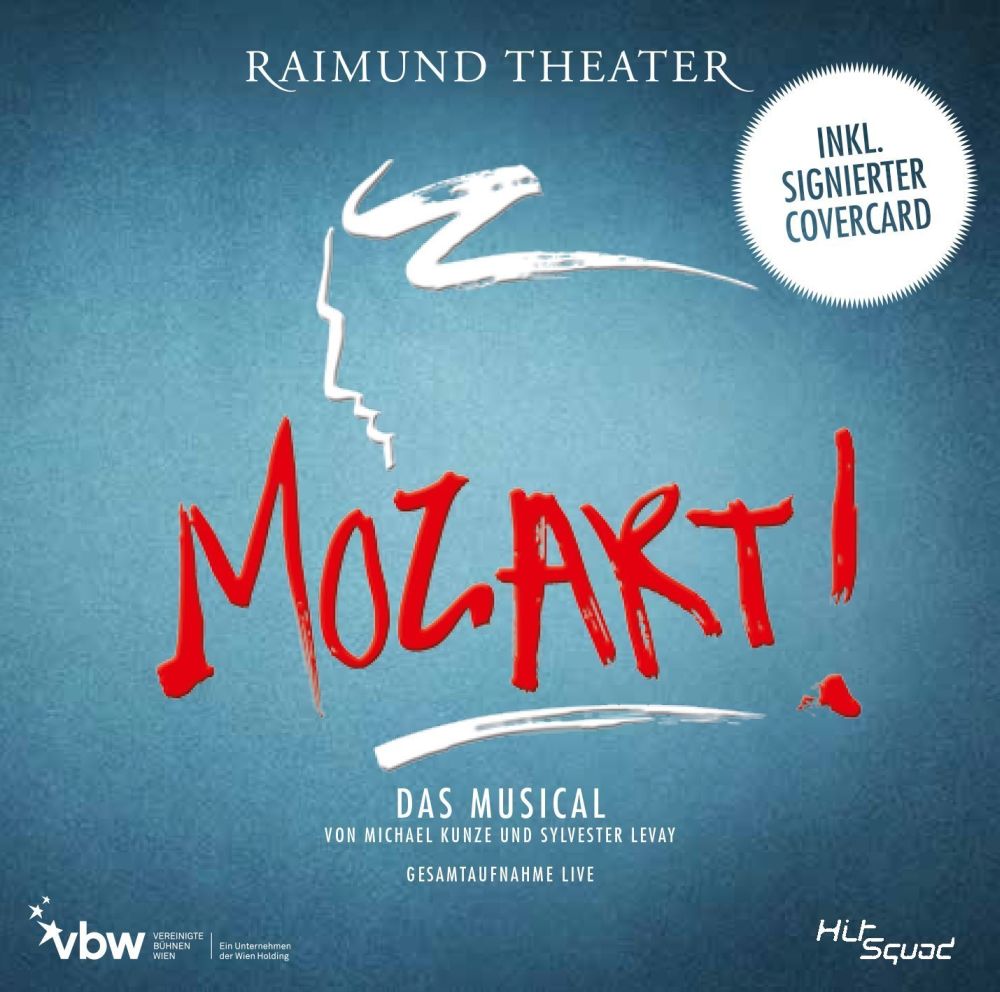 RAIMUND THEATER
INKL.
SIGNIERTER
COVERCARD
MOZART!
DAS MUSICAL
VON MICHAEL KUNZE UND SYLVESTER LEVAY
GESAMTAUFNAHME LIVE
vbw
VEREINIGTE
BÜHNEN
WIEN
Ein Unternehmen
der Wien Holding
Hit
Squad